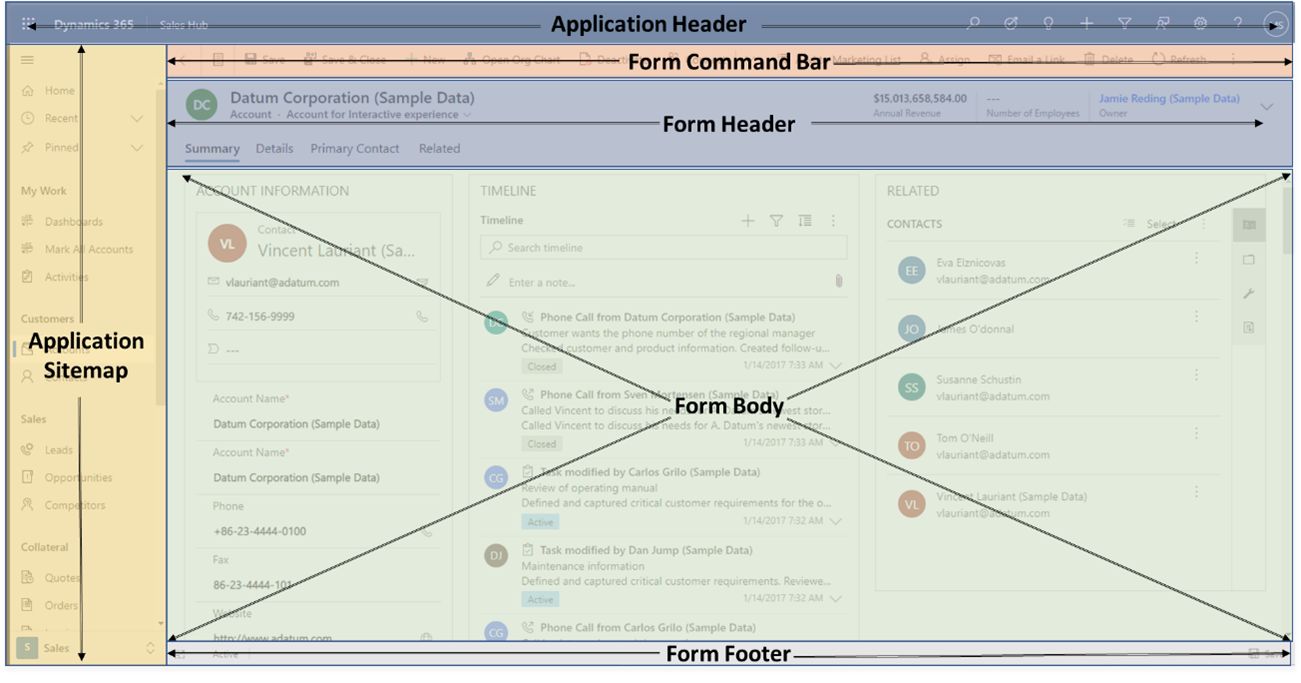 Dynamics 365
Sales Hub
Application Header
MS
Save
Save & Close
New
Open Org Chart
Form Command Bar
Marketing List
Assign
Email a Link
Delete
Refresh
Home
Recent
Pinned
My Work
Dashboards
Mark All Accounts
Activities
Customers
Accounts
Contacts
Application
Sitemap
Sales
Leads
Opportunities
Competitors
Collateral
Quotes
Orders
S Sales
DC
Datum Corporation (Sample Data)
Account · Account for Interactive experience
$15,013,658,584.00
Annual Revenue
---
Number of Employees
Jamie Reding (Sample Data)
Owner
Form Header
Summary Details Primary Contact Related
ACCOUNT INFORMATION
VL
Contact
Vincent Lauriant (Sa...
vlauriant@adatum.com
742-156-9999
---
Account Name*
Datum Corporation (Sample Data)
Account Name*
Datum Corporation (Sample Data)
Phone
+86-23-4444-0100
Fax
86-23-4444-101
Website
http://www.adatum.com
TIMELINE
Timeline
Search timeline
Enter a note...
DC
Phone Call from Datum Corporation (Sample Data)
Customer wants the phone number of the regional manager
Checked customer and product information. Created follow-u...
Closed
1/14/2017 7:33 AM
SM
Phone Call from Sven Mortensen (Sample Data)
Called Vincent to discuss his needs for A. Datum's newest stor...
Called Vincent to discuss his needs for A. Datum's newest stor...
Closed
1/14/2017 7:33 AM
Form Body
CG
Task modified by Carlos Grilo (Sample Data)
Review of operating manual
Defined and captured critical customer requirements for the o...
Active
1/14/2017 7:32 AM
DJ
Task modified by Dan Jump (Sample Data)
Maintenance information
Defined and captured critical customer requirements. Reviewe...
Active
1/14/2017 7:32 AM
CG
Phone Call from Carlos Grilo (Sample Data)
RELATED
CONTACTS
EE
Eva Elznicovas
vlauriant@adatum.com
JO
James O'donnal
SS
Susanne Schustin
vlauriant@adatum.com
TO
Tom O'Neill
vlauriant@adatum.com
VL
Vincent Lauriant (Sample Data)
vlauriant@adatum.com
Active
Form Footer